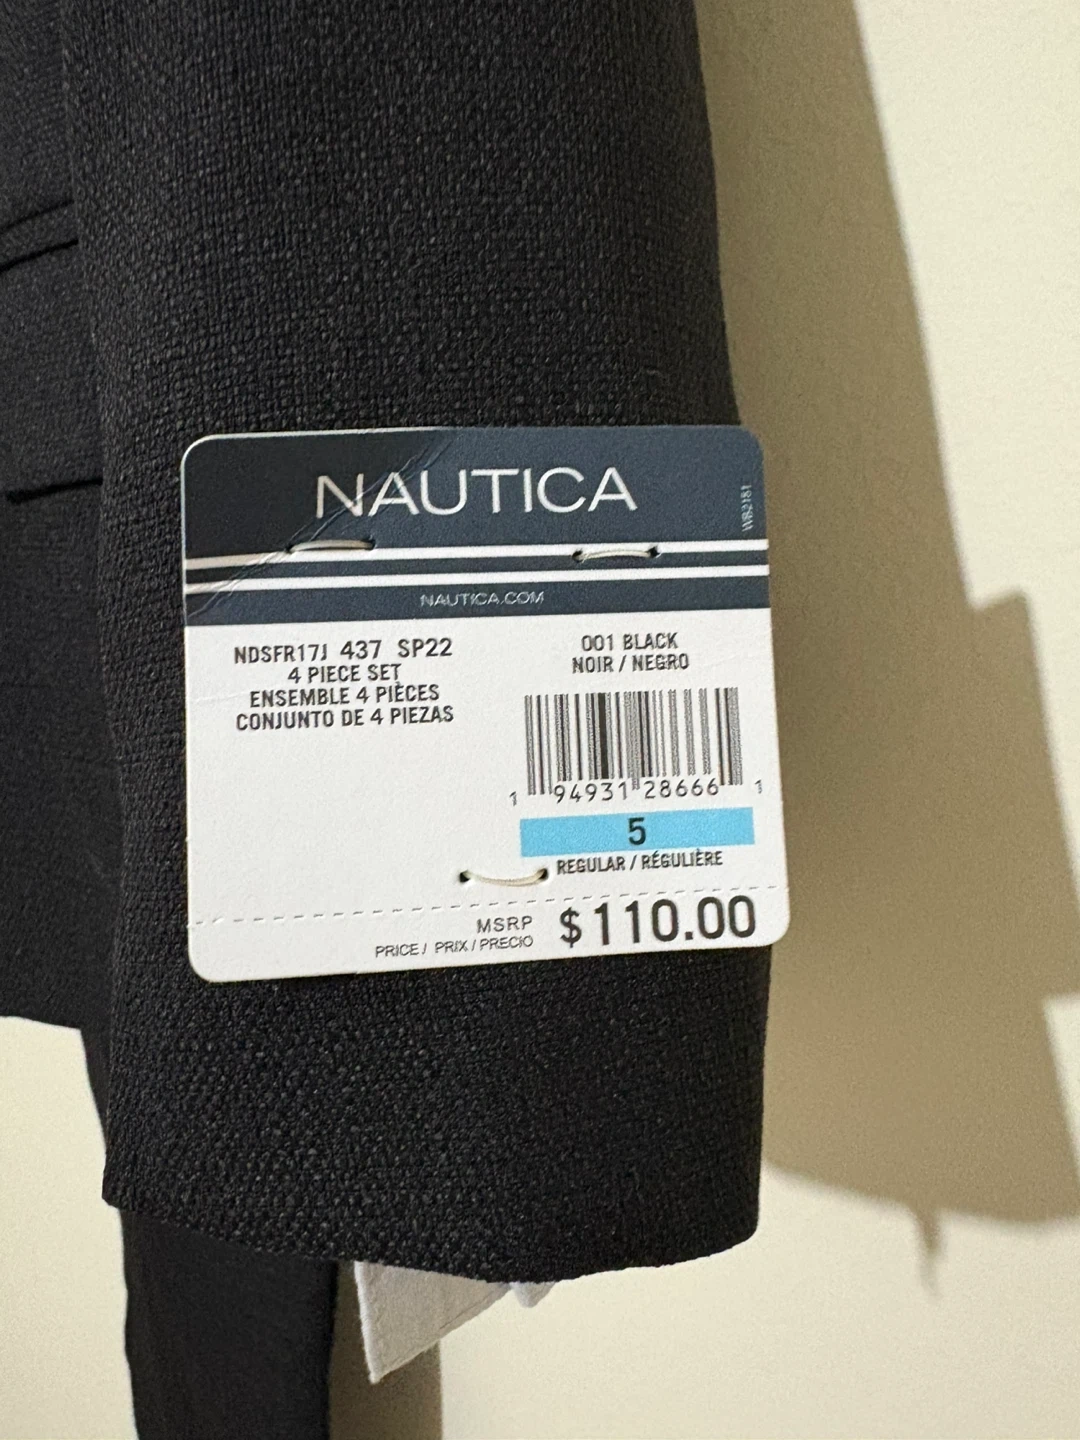 NAUTICA
WB2181
NAUTICA.COM
NDSFR17J 437 SP22
4 PIECE SET
ENSEMBLE 4 PIÈCES
CONJUNTO DE 4 PIEZAS
001 BLACK
NOIR / NEGRO
1 94931 28666 1
5
REGULAR / RÉGULIÈRE
MSRP
PRICE / PRIX / PRECIO
$110.00